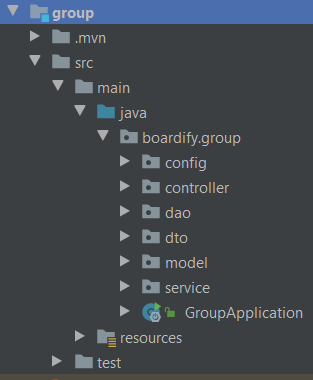 group
.mvn
src
main
java
boardify.group
config
controller
dao
dto
model
service
GroupApplication
resources
test